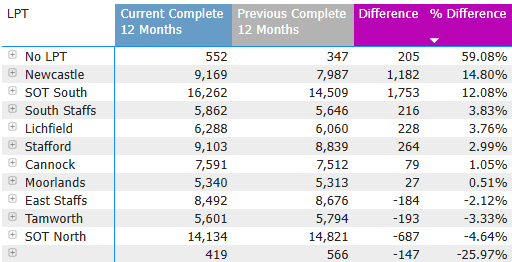 LPT Current Complete 12 Months Previous Complete 12 Months Difference % Difference
No LPT 552 347 205 59.08%
Newcastle 9,169 7,987 1,182 14.80%
SOT South 16,262 14,509 1,753 12.08%
South Staffs 5,862 5,646 216 3.83%
Lichfield 6,288 6,060 228 3.76%
Stafford 9,103 8,839 264 2.99%
Cannock 7,591 7,512 79 1.05%
Moorlands 5,340 5,313 27 0.51%
East Staffs 8,492 8,676 -184 -2.12%
Tamworth 5,601 5,794 -193 -3.33%
SOT North 14,134 14,821 -687 -4.64%
419 566 -147 -25.97%